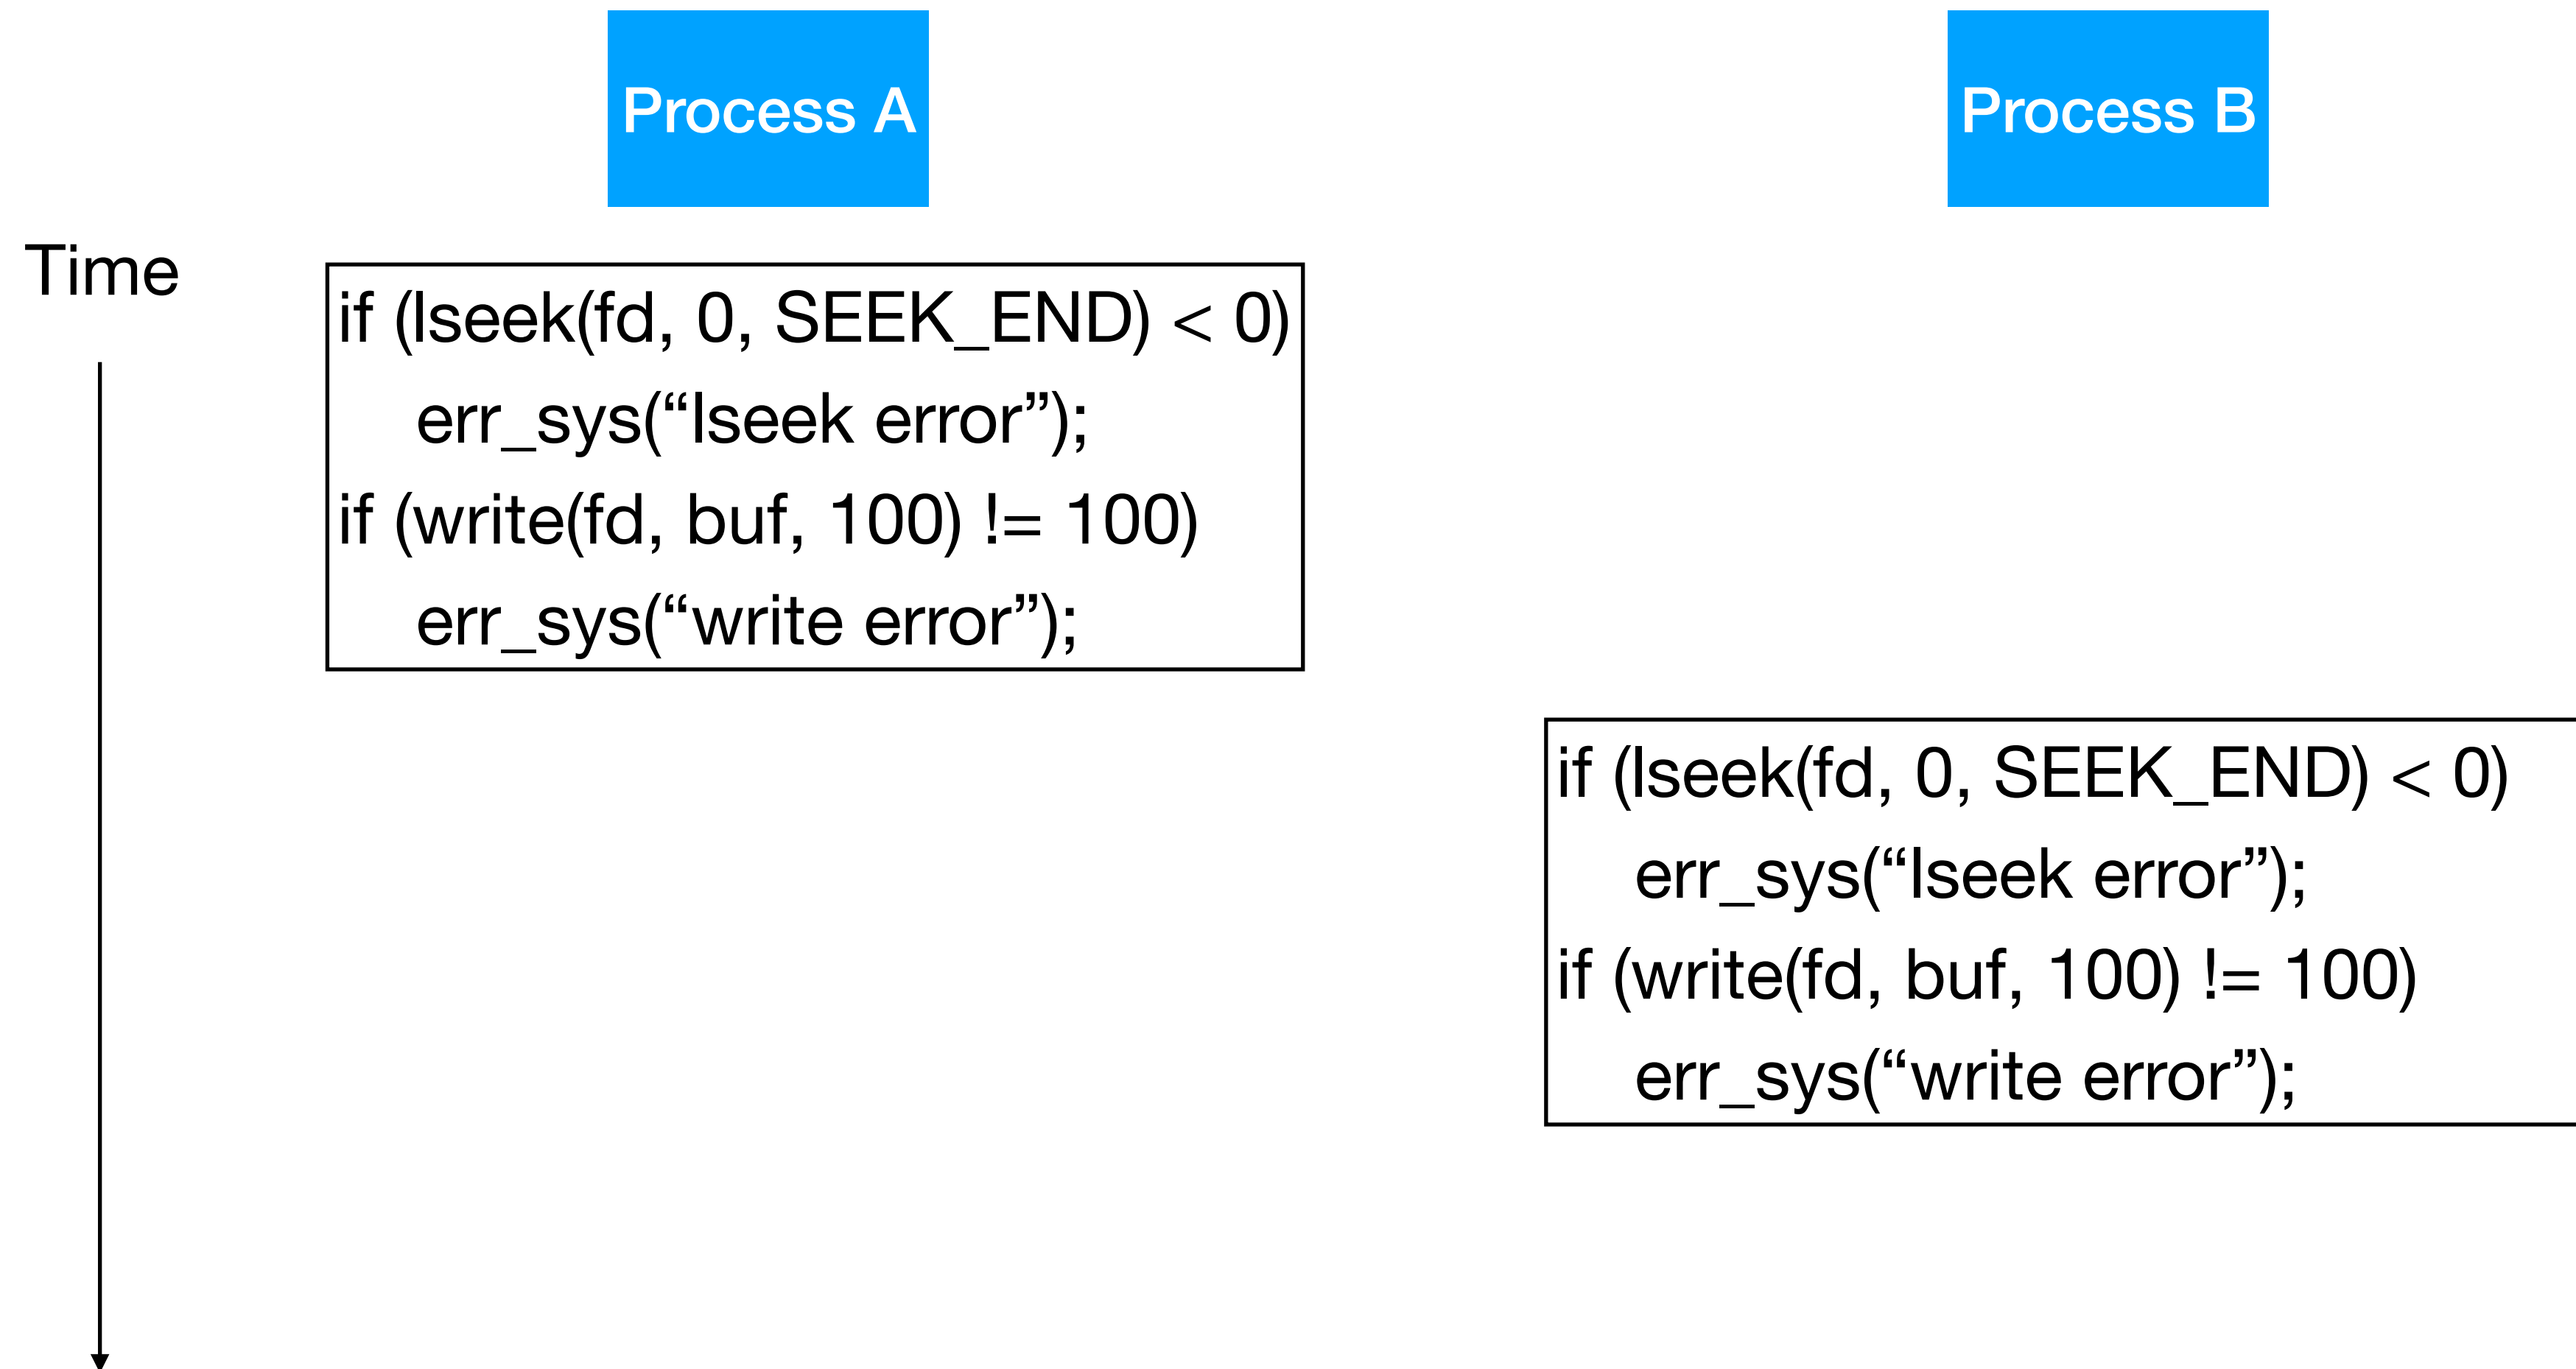 Process A
Process B
Time
if (lseek(fd, 0, SEEK_END) < 0)
err_sys(“lseek error”);
if (write(fd, buf, 100) != 100)
err_sys(“write error”);
if (lseek(fd, 0, SEEK_END) < 0)
err_sys(“lseek error”);
if (write(fd, buf, 100) != 100)
err_sys(“write error”);